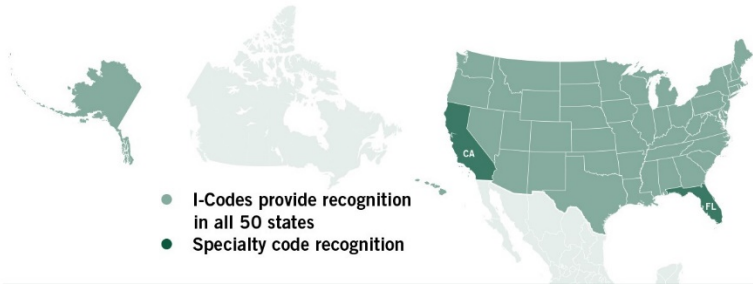 CA
FL
I-Codes provide recognition
in all 50 states
Specialty code recognition